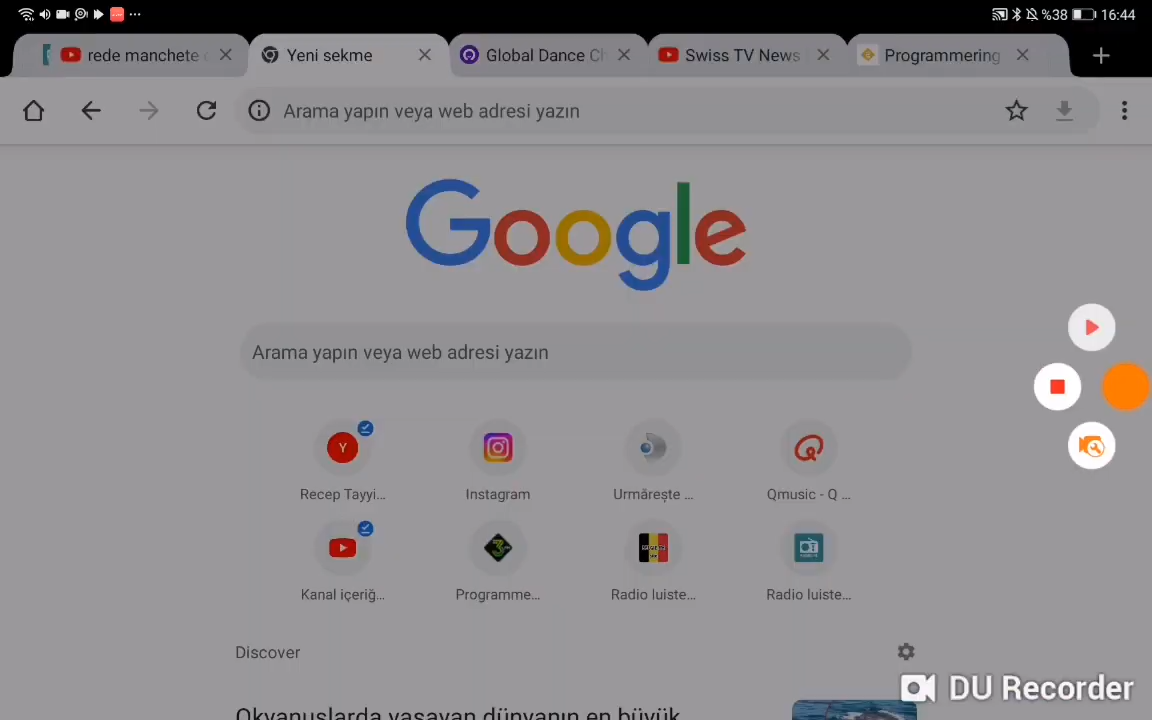 %38 16:44
rede manchete
Yeni sekme
Global Dance Ch
Swiss TV News
Programmering
Arama yapın veya web adresi yazın
Google
Arama yapın veya web adresi yazın
Y
Recep Tayyi... Instagram Urmărește ... Qmusic - Q ...
3
Kanal içeriğ... Programme... Radio luiste... Radio luiste...
Discover
Okyanuslarda yaşayan dünyanın en büyük
DU Recorder